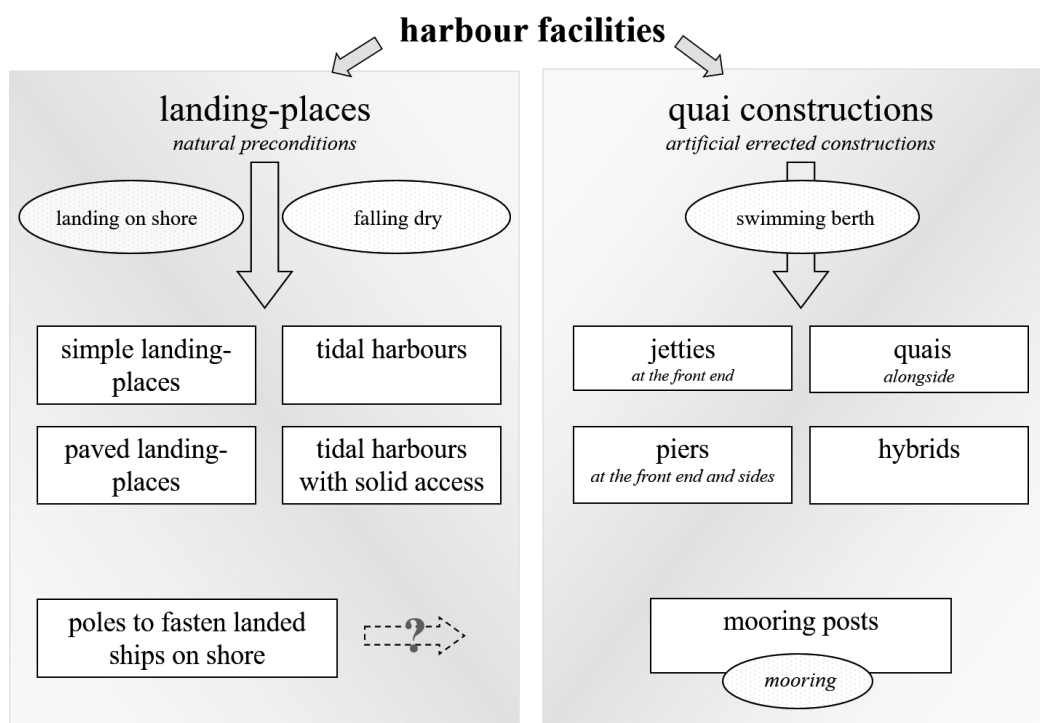 harbour facilities
landing-places
natural preconditions
landing on shore
falling dry
simple landing-
places
tidal harbours
paved landing-
places
tidal harbours
with solid access
poles to fasten landed
ships on shore
?
quai constructions
artificial errected constructions
swimming berth
jetties
at the front end
quais
alongside
piers
at the front end and sides
hybrids
mooring posts
mooring